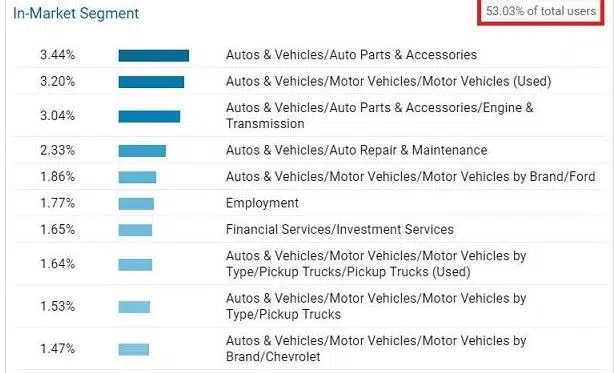 In-Market Segment
53.03% of total users
3.44% Autos & Vehicles/Auto Parts & Accessories
3.20% Autos & Vehicles/Motor Vehicles/Motor Vehicles (Used)
3.04% Autos & Vehicles/Auto Parts & Accessories/Engine &
Transmission
2.33% Autos & Vehicles/Auto Repair & Maintenance
1.86% Autos & Vehicles/Motor Vehicles/Motor Vehicles by Brand/Ford
1.77% Employment
1.65% Financial Services/Investment Services
1.64% Autos & Vehicles/Motor Vehicles/Motor Vehicles by
Type/Pickup Trucks/Pickup Trucks (Used)
1.53% Autos & Vehicles/Motor Vehicles/Motor Vehicles by
Type/Pickup Trucks
1.47% Autos & Vehicles/Motor Vehicles/Motor Vehicles by
Brand/Chevrolet